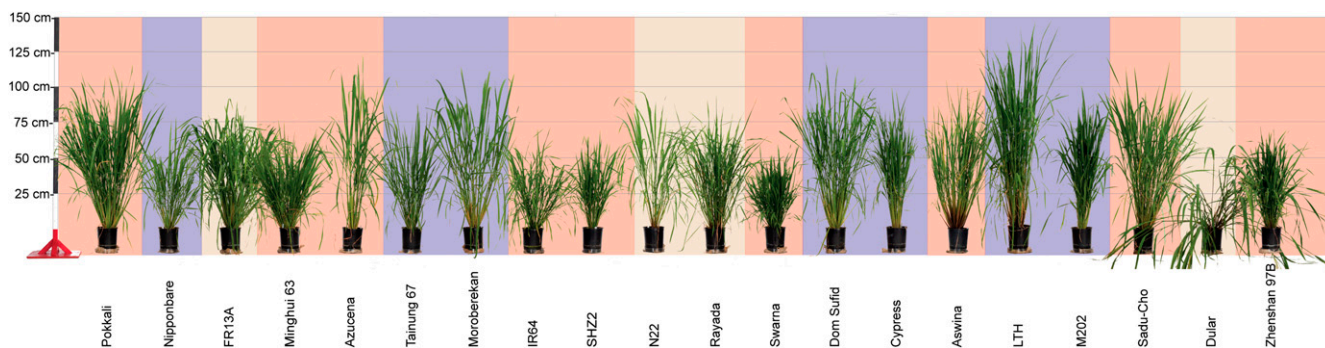 150 cm
125 cm
100 cm
75 cm
50 cm
25 cm
Pokkali
Nipponbare
FR13A
Minghui 63
Azucena
Tainung 67
Moroberekan
IR64
SHZ2
N22
Rayada
Swarna
Dom Sufid
Cypress
Aswina
LTH
M202
Sadu-Cho
Dular
Zhenshan 97B